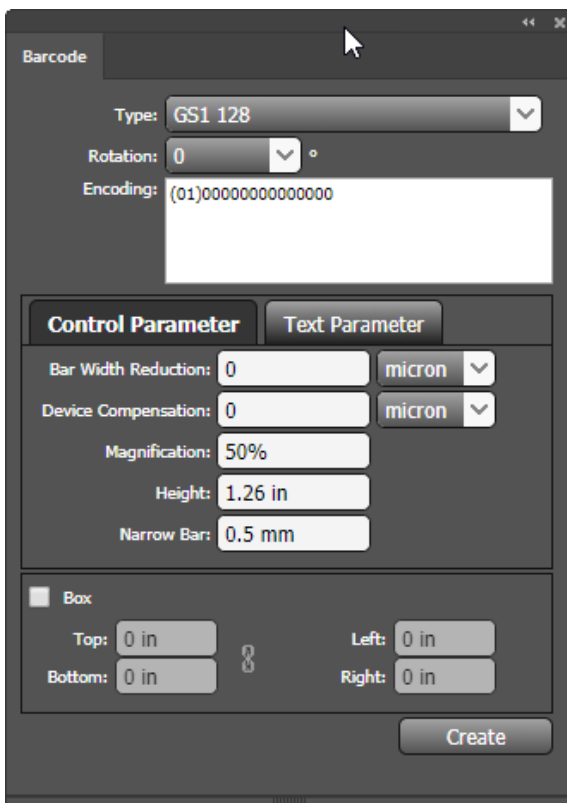 Barcode
Type: GS1 128
Rotation: 0 °
Encoding: (01)00000000000000
Control Parameter Text Parameter
Bar Width Reduction: 0 micron
Device Compensation: 0 micron
Magnification: 50%
Height: 1.26 in
Narrow Bar: 0.5 mm
Box
Top: 0 in Left: 0 in
Bottom: 0 in Right: 0 in
Create